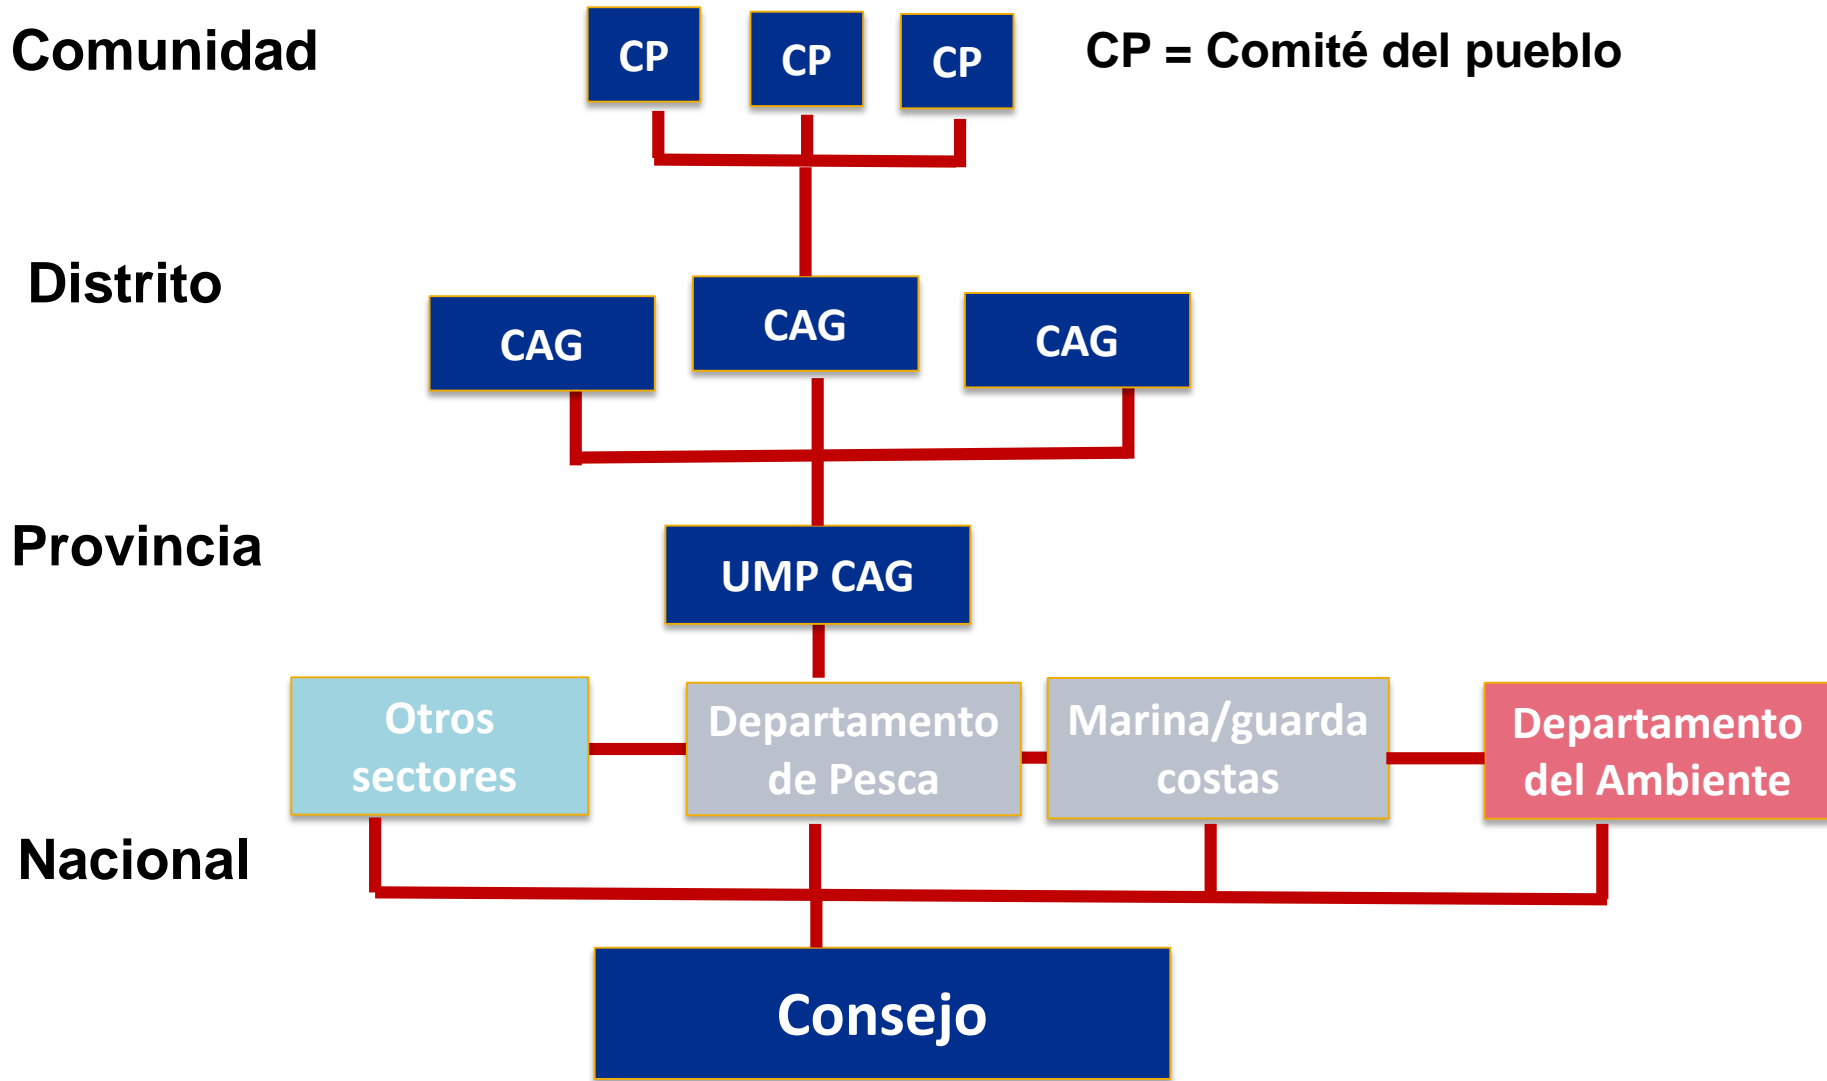 Comunidad
CP
CP
CP
CP = Comité del pueblo
Distrito
CAG
CAG
CAG
Provincia
UMP CAG
Otros
sectores
Departamento
de Pesca
Marina/guarda
costas
Departamento
del Ambiente
Nacional
Consejo